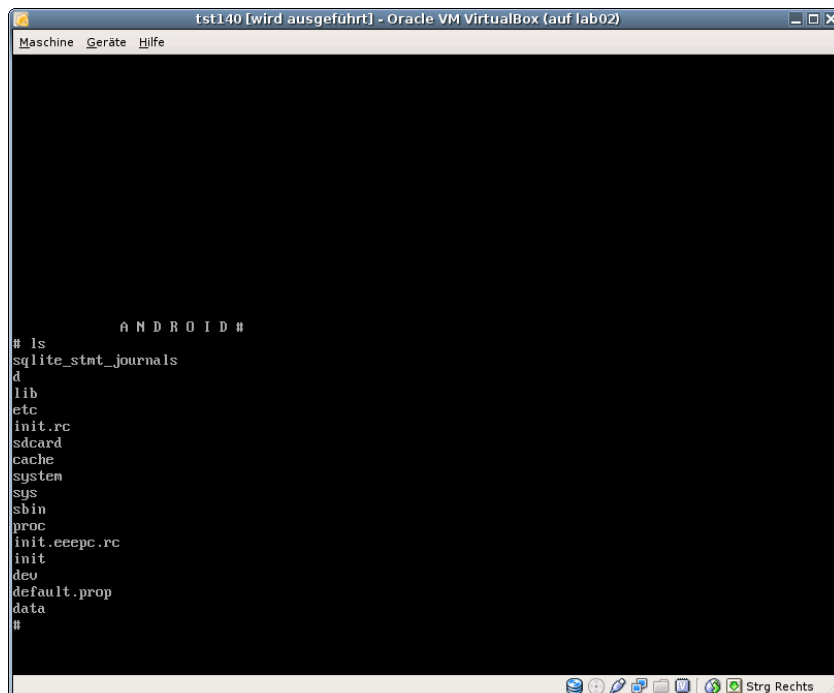 tst140 [wird ausgeführt] - Oracle VM VirtualBox (auf lab02)
Maschine Geräte Hilfe
A N D R O I D #
# ls
sqlite_stmt_journals
d
lib
etc
init.rc
sdcard
cache
system
sys
sbin
proc
init.eeepc.rc
init
dev
default.prop
data
#
Strg Rechts